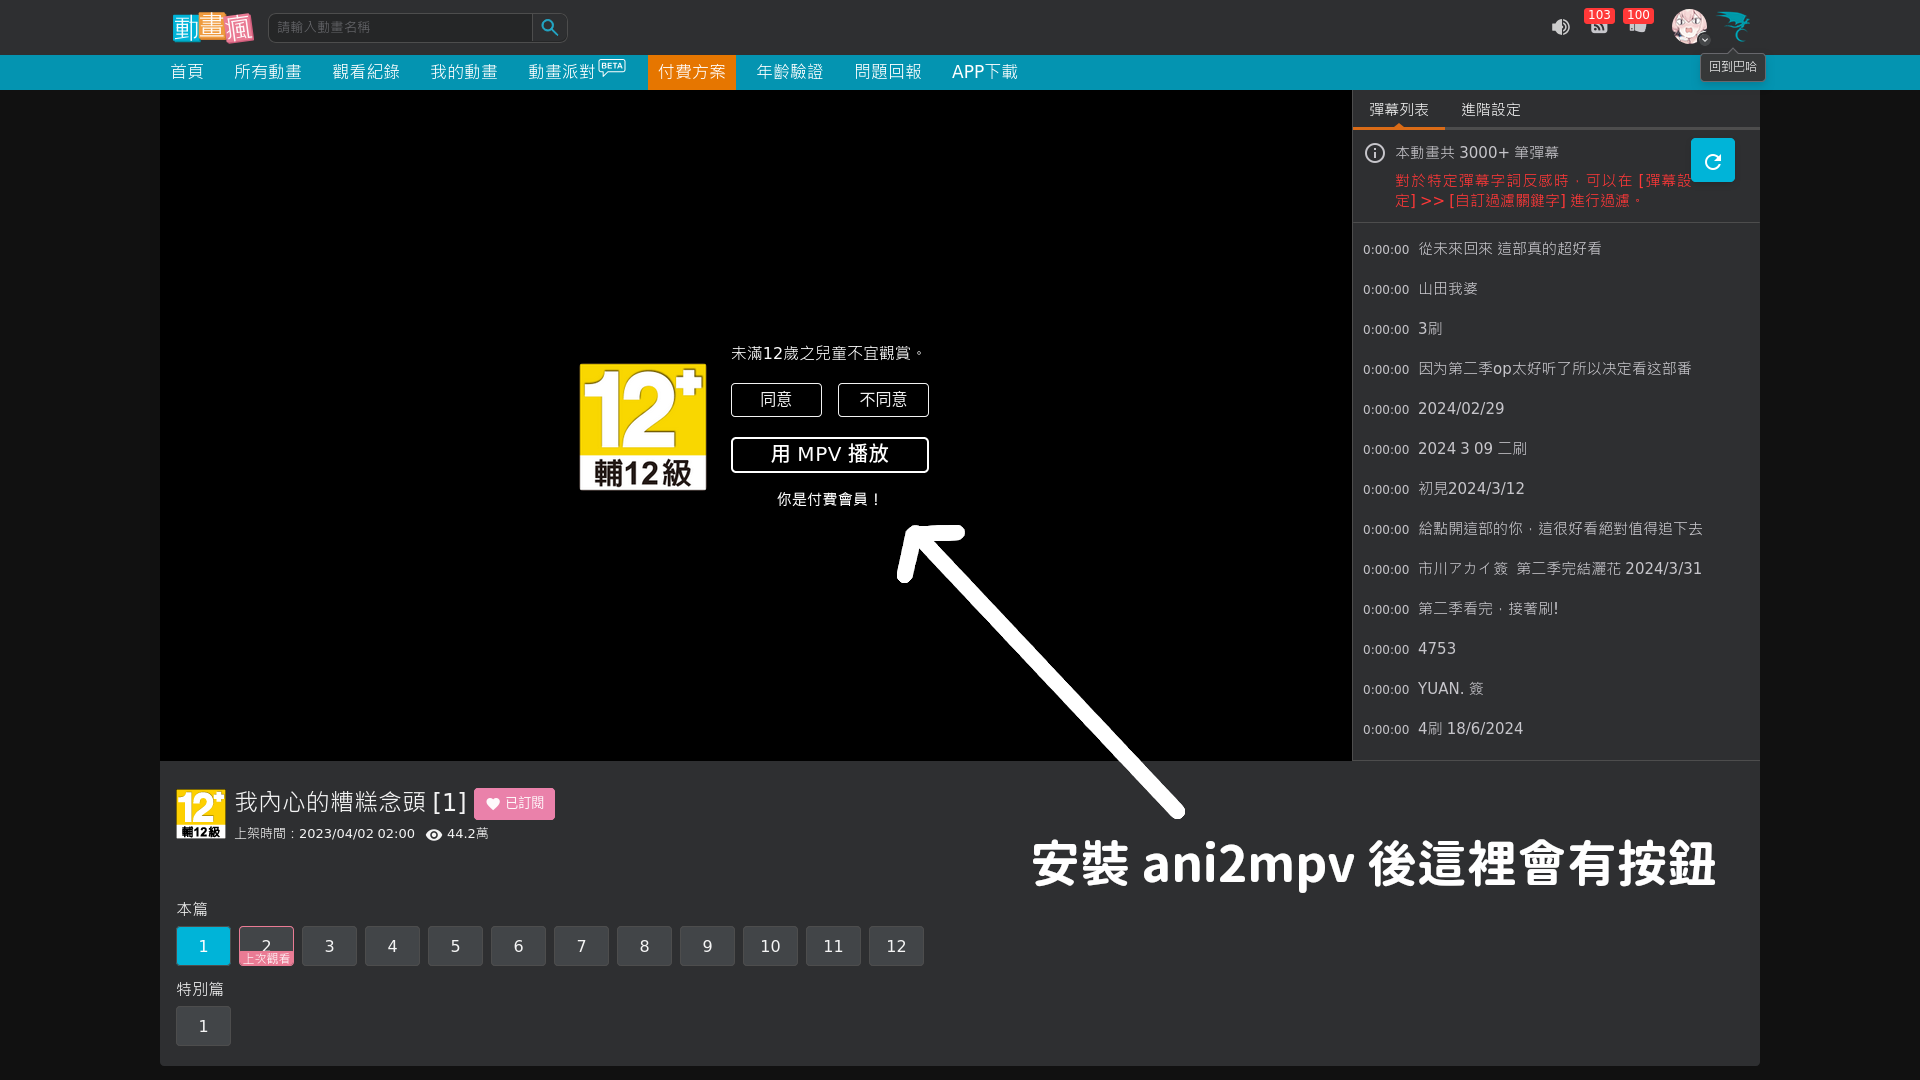 動畫瘋
請輸入動畫名稱
103
100
首頁
所有動畫
觀看紀錄
我的動畫
動畫派對 BETA
付費方案
年齡驗證
問題回報
APP下載
回到巴哈
彈幕列表
進階設定
本動畫共 3000+ 筆彈幕
對於特定彈幕字詞反感時，可以在 [彈幕設
定] >> [自訂過濾關鍵字] 進行過濾。
0:00:00 從未來回來 這部真的超好看
0:00:00 山田我婆
0:00:00 3刷
0:00:00 因为第二季op太好听了所以决定看这部番
0:00:00 2024/02/29
0:00:00 2024 3 09 二刷
0:00:00 初見2024/3/12
0:00:00 給點開這部的你，這很好看絕對值得追下去
0:00:00 市川アカイ簽 第二季完結灑花 2024/3/31
0:00:00 第二季看完，接著刷!
0:00:00 4753
0:00:00 YUAN. 簽
0:00:00 4刷 18/6/2024
未滿12歲之兒童不宜觀賞。
12+
輔12級
同意
不同意
用 MPV 播放
你是付費會員！
安裝 ani2mpv 後這裡會有按鈕
12+
輔12級
我內心的糟糕念頭 [1]
已訂閱
上架時間：2023/04/02 02:00
44.2萬
本篇
1
2
上次觀看
3
4
5
6
7
8
9
10
11
12
特別篇
1